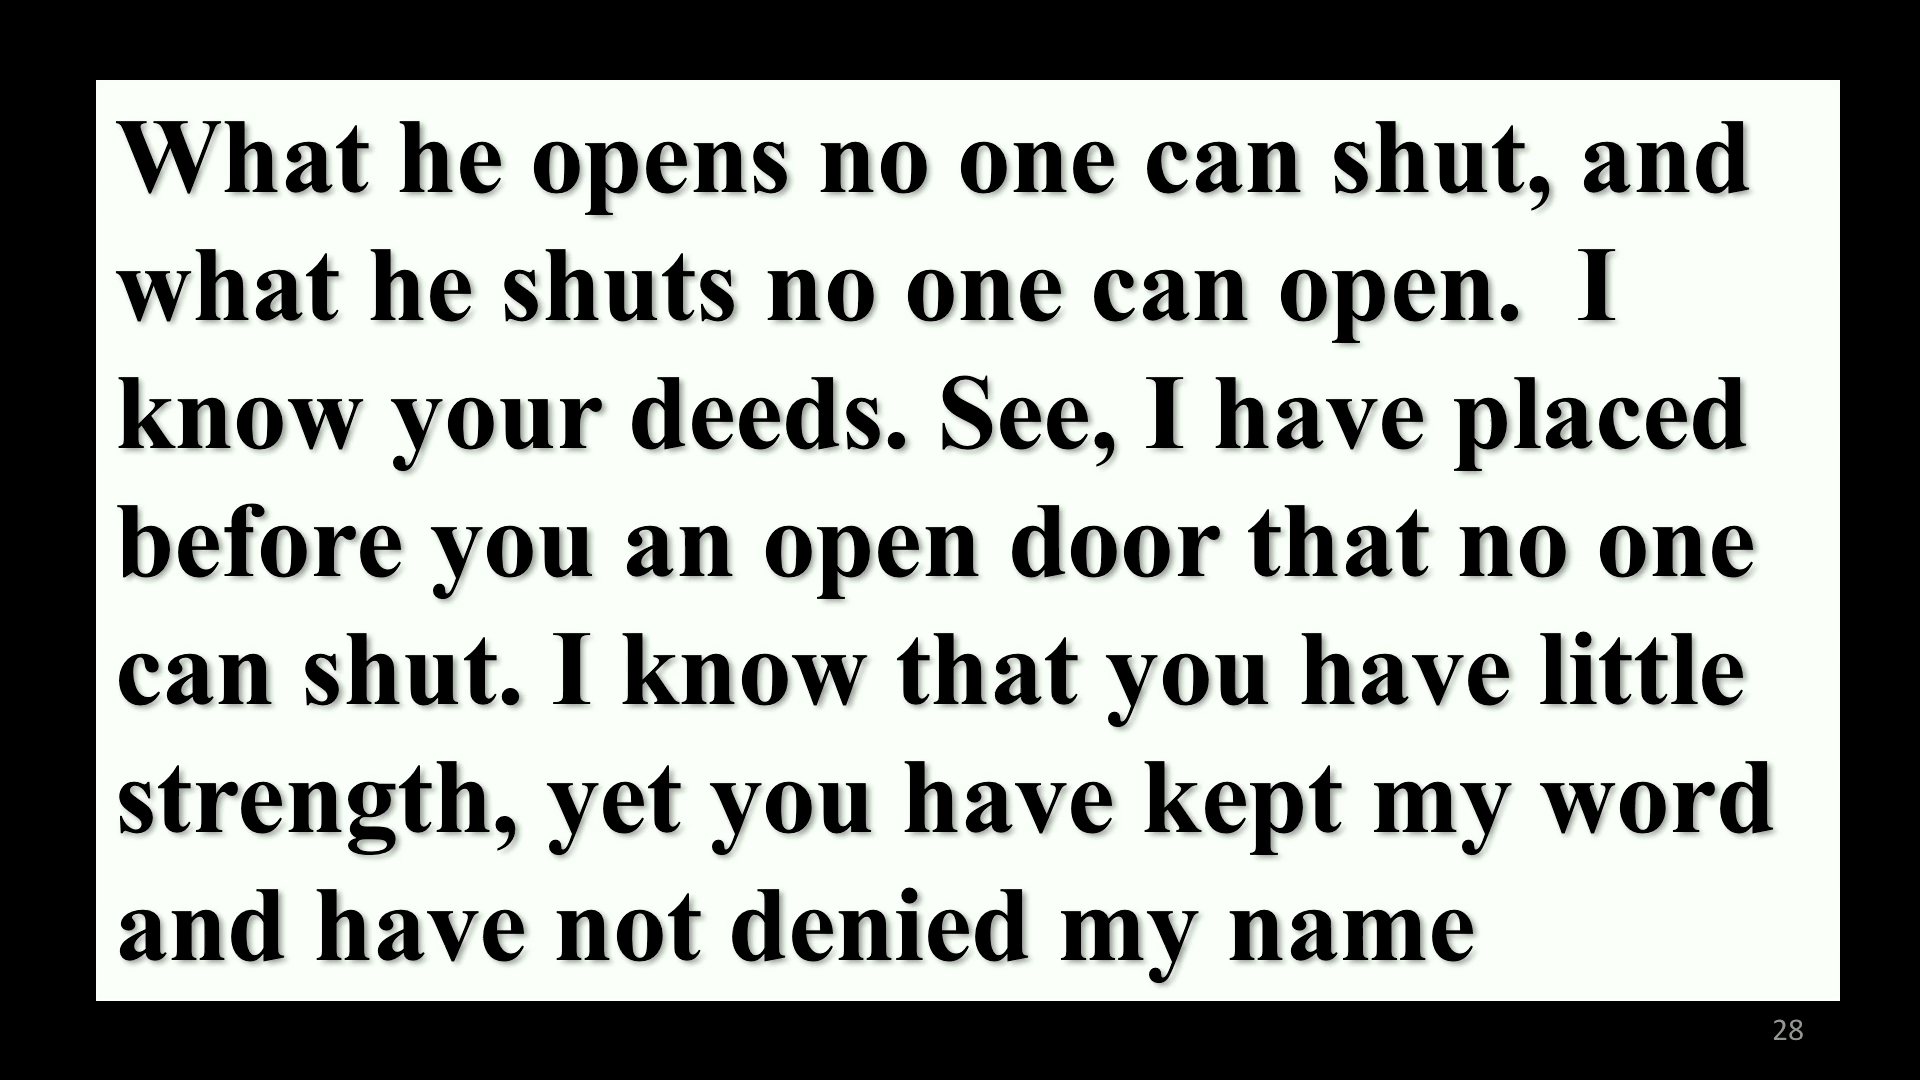 What he opens no one can shut, and
what he shuts no one can open.  I
know your deeds. See, I have placed
before you an open door that no one
can shut. I know that you have little
strength, yet you have kept my word
and have not denied my name
28